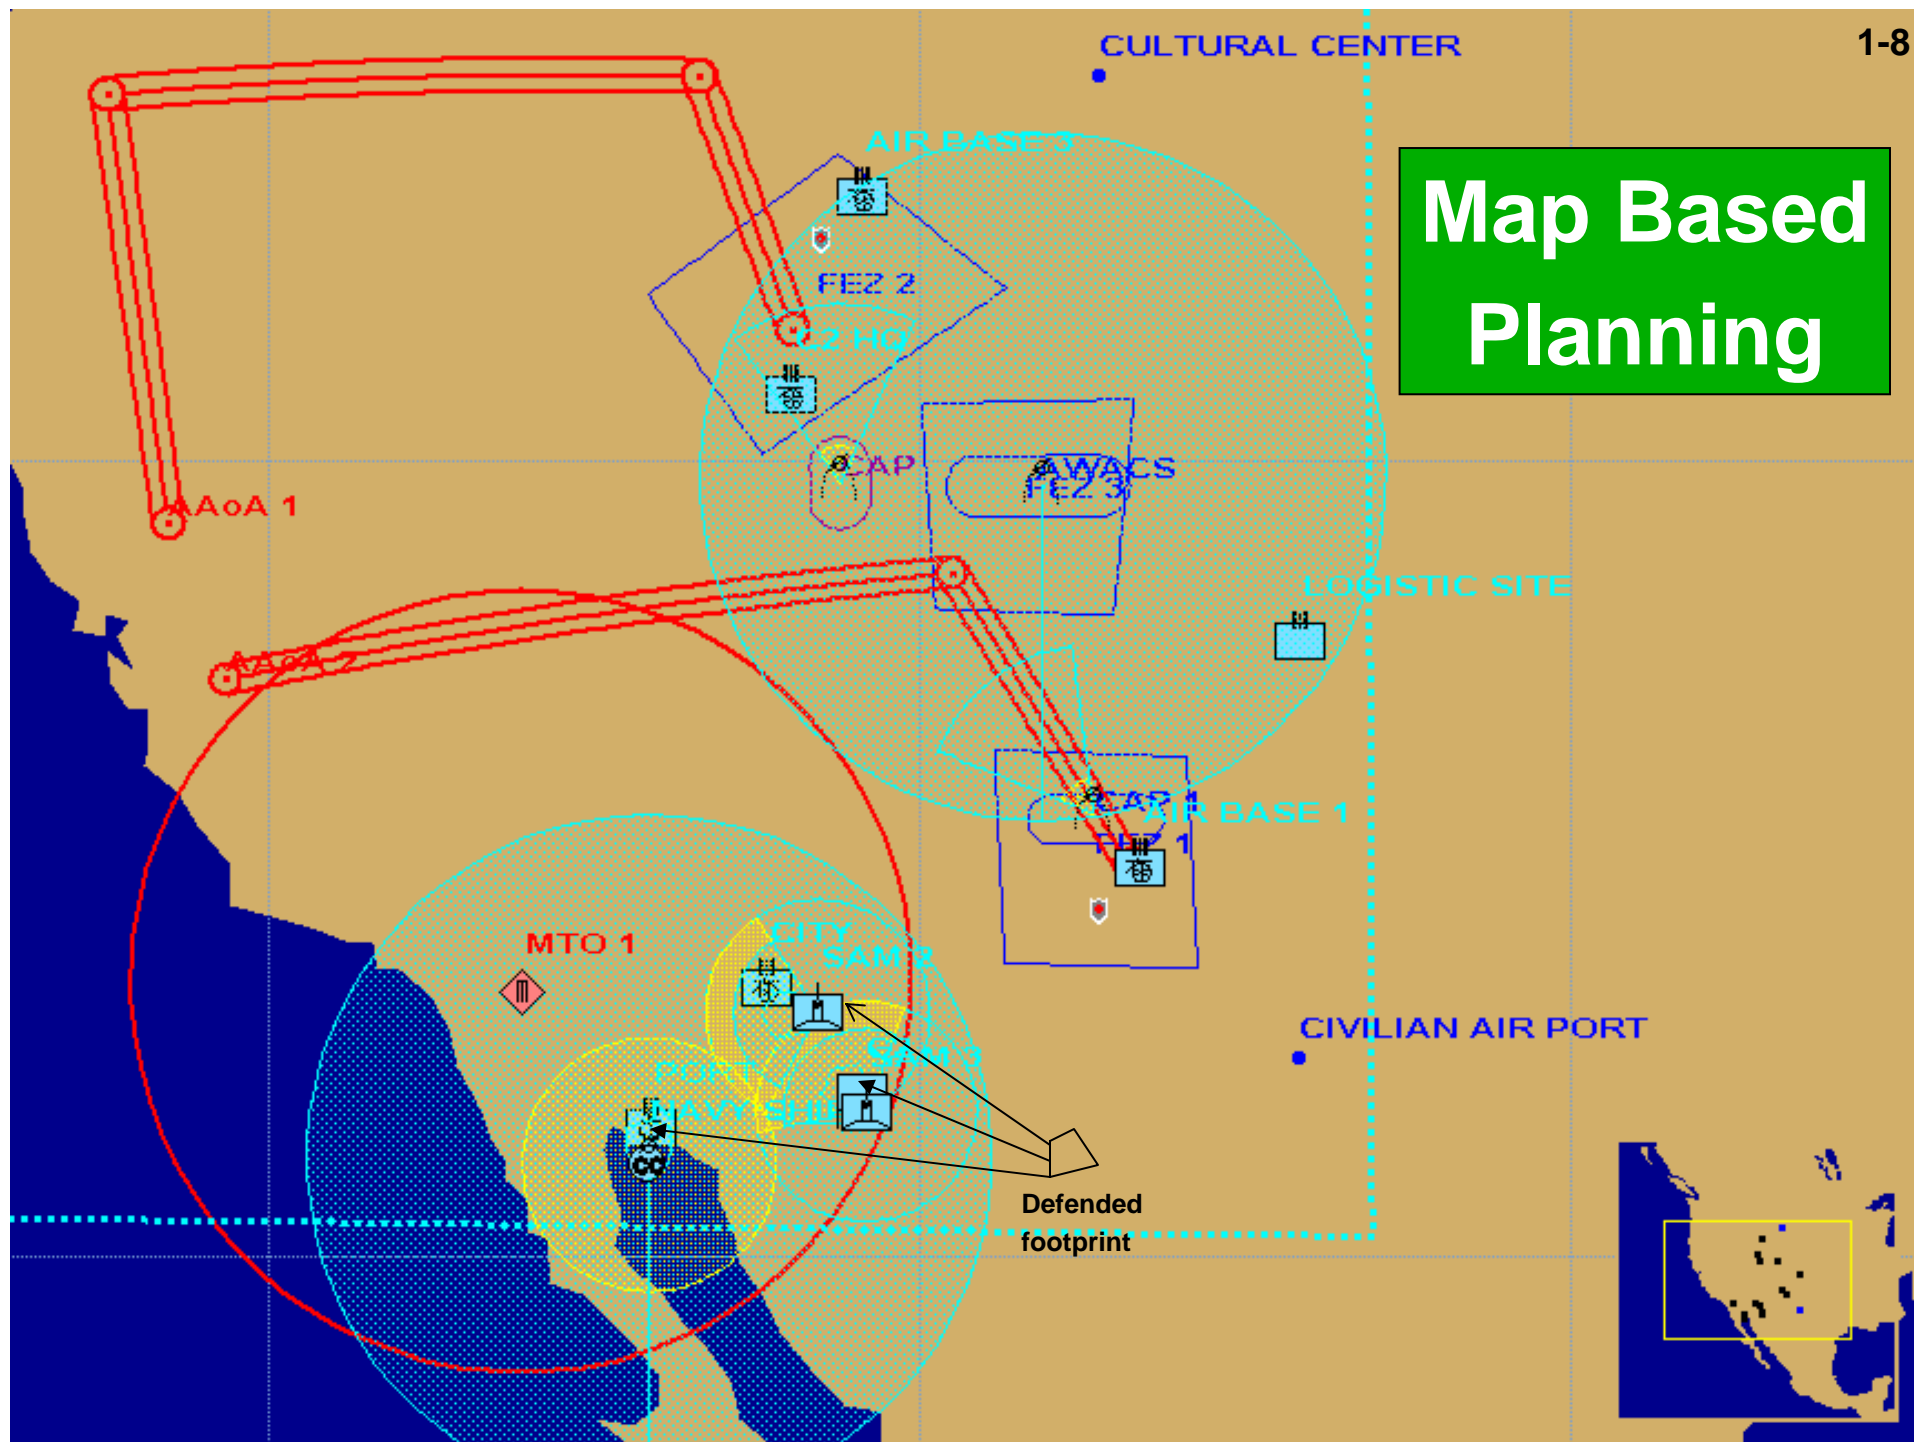 1-8
CULTURAL CENTER
AIR BASE 3
Map Based
Planning
FEZ 2
C2 HQ
CAP
AWACS
FEZ 3
AAoA 1
LOGISTIC SITE
AAoA 2
CAP 1
AIR BASE 1
FEZ 1
MTO 1
CITY
SAM 2
CIVILIAN AIR PORT
SAM 3
PORT
NAVY SHIP
Defended
footprint